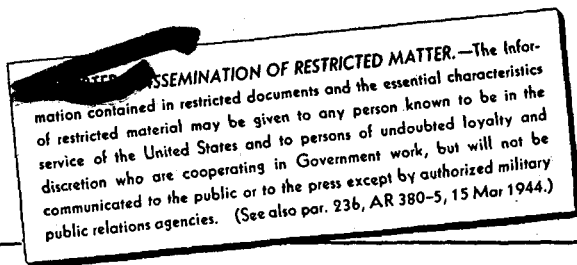 DISSEMINATION OF RESTRICTED MATTER.—The Infor-
mation contained in restricted documents and the essential characteristics
of restricted material may be given to any person known to be in the
service of the United States and to persons of undoubted loyalty and
discretion who are cooperating in Government work, but will not be
communicated to the public or to the press except by authorized military
public relations agencies. (See also par. 236, AR 380-5, 15 Mar 1944.)